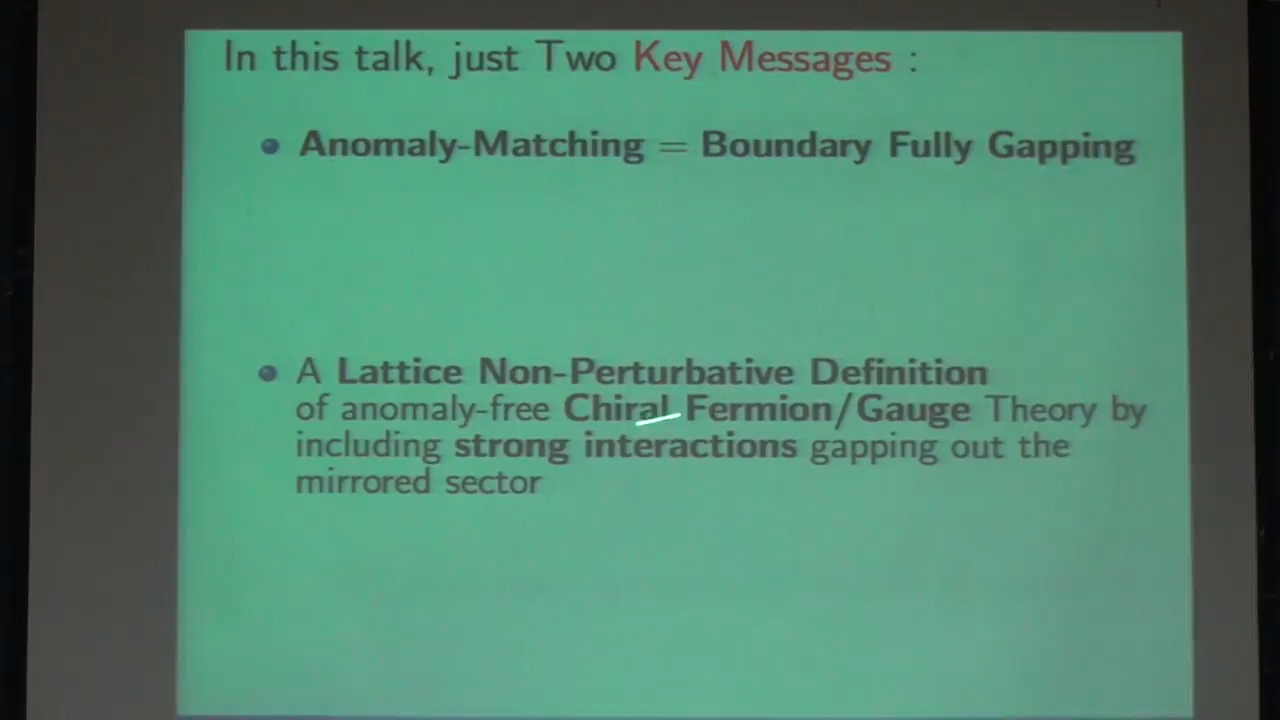 In this talk, just Two Key Messages :
Anomaly-Matching = Boundary Fully Gapping
A Lattice Non-Perturbative Definition
of anomaly-free Chiral Fermion/Gauge Theory by
including strong interactions gapping out the
mirrored sector